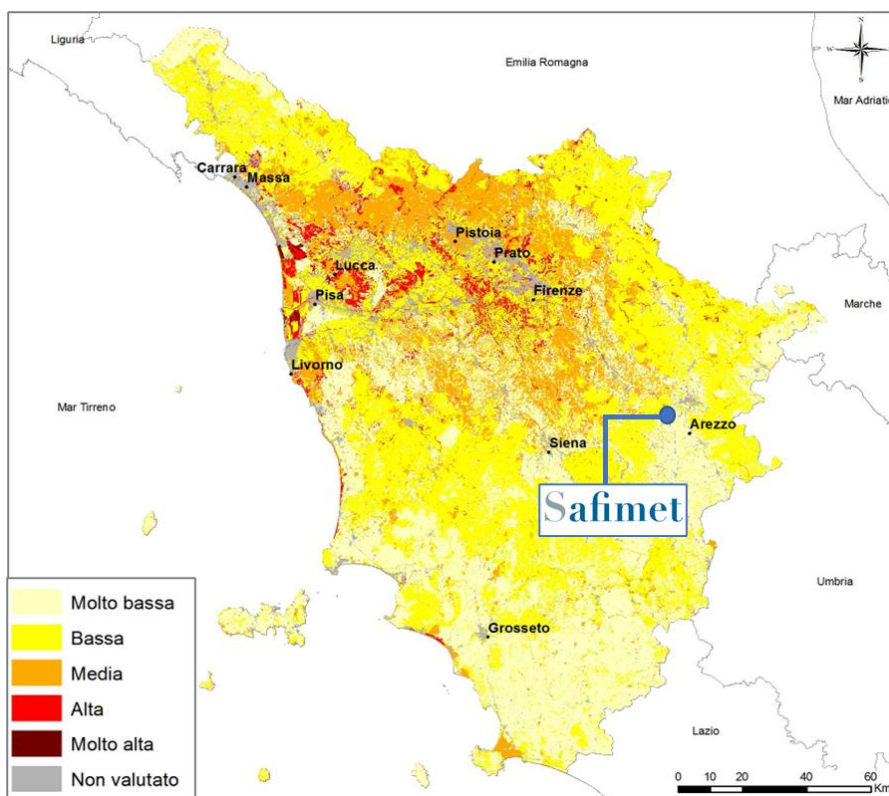 Liguria
Emilia Romagna
N
W
E
S
Mar Adriati
Carrara
Massa
Pistoia
Prato
Lucca
Firenze
Pisa
Marche
Livorno
Mar Tirreno
Arezzo
Siena
Safimet
Umbria
Grosseto
Lazio
Molto bassa
Bassa
Media
Alta
Molto alta
Non valutato
0 10 20 40 60
Km